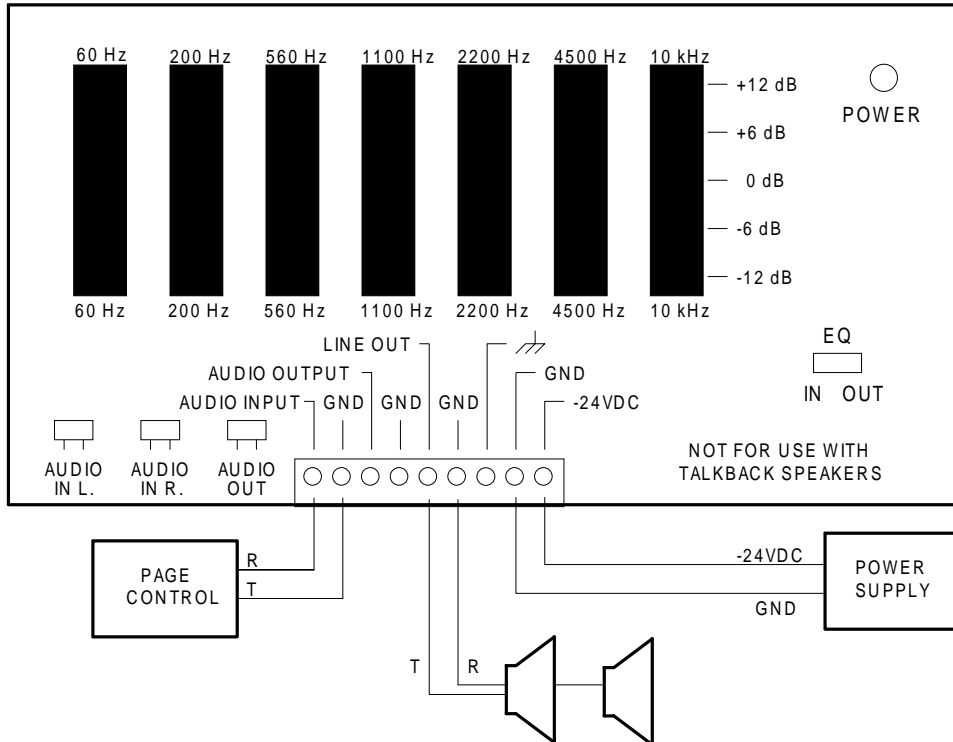 60 Hz 200 Hz 560 Hz 1100 Hz 2200 Hz 4500 Hz 10 kHz
+12 dB
+6 dB
0 dB
-6 dB
-12 dB
POWER
60 Hz 200 Hz 560 Hz 1100 Hz 2200 Hz 4500 Hz 10 kHz
LINE OUT
EQ
IN OUT
AUDIO OUTPUT
GND
AUDIO INPUT GND GND GND -24VDC
AUDIO
IN L.
AUDIO
IN R.
AUDIO
OUT
NOT FOR USE WITH
TALKBACK SPEAKERS
PAGE
CONTROL
R
T
-24VDC
GND
POWER
SUPPLY
T R